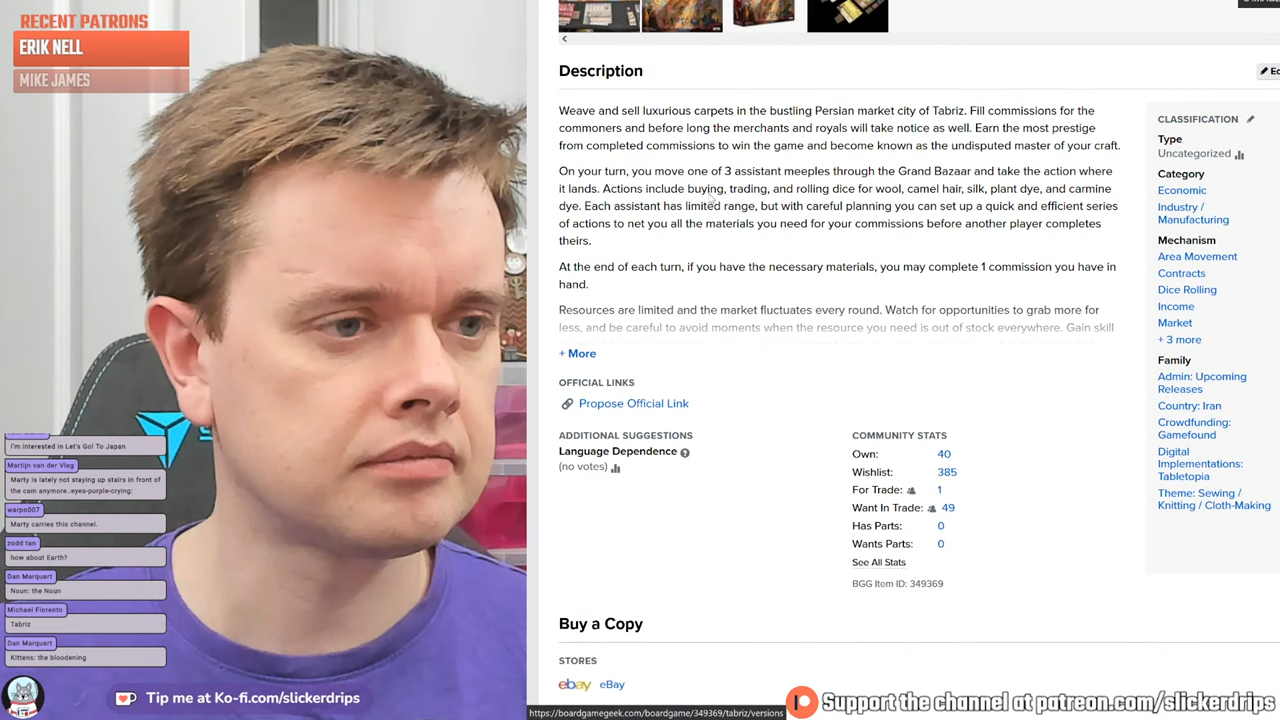 RECENT PATRONS
ERIK NELL
MIKE JAMES
I'm interested in Let's Go! To Japan
Martijn van der Vlag
Marty is lately not staying up stairs in front of
the cam anymore.:eyes-purple-crying:
warpo007
Marty carries this channel.
zodd tan
how about Earth?
Dan Marquart
Noun: the Noun
Michael Florento
Tabriz
Dan Marquart
Kittens: the bloodening
Tip me at Ko-fi.com/slickerdrips
Description
Weave and sell luxurious carpets in the bustling Persian market city of Tabriz. Fill commissions for the
commoners and before long the merchants and royals will take notice as well. Earn the most prestige
from completed commissions to win the game and become known as the undisputed master of your craft.
On your turn, you move one of 3 assistant meeples through the Grand Bazaar and take the action where
it lands. Actions include buying, trading, and rolling dice for wool, camel hair, silk, plant dye, and carmine
dye. Each assistant has limited range, but with careful planning you can set up a quick and efficient series
of actions to net you all the materials you need for your commissions before another player completes
theirs.
At the end of each turn, if you have the necessary materials, you may complete 1 commission you have in
hand.
Resources are limited and the market fluctuates every round. Watch for opportunities to grab more for
less, and be careful to avoid moments when the resource you need is out of stock everywhere. Gain skill
+ More
OFFICIAL LINKS
Propose Official Link
ADDITIONAL SUGGESTIONS
Language Dependence
(no votes)
COMMUNITY STATS
Own: 40
Wishlist: 385
For Trade: 1
Want In Trade: 49
Has Parts: 0
Wants Parts: 0
See All Stats
BGG Item ID: 349369
Buy a Copy
STORES
ebay eBay
Ed
CLASSIFICATION
Type
Uncategorized
Category
Economic
Industry /
Manufacturing
Mechanism
Area Movement
Contracts
Dice Rolling
Income
Market
+ 3 more
Family
Admin: Upcoming
Releases
Country: Iran
Crowdfunding:
Gamefound
Digital
Implementations:
Tabletopia
Theme: Sewing /
Knitting / Cloth-Making
https://boardgamegeek.com/boardgame/349369/tabriz/versions
Support the channel at patreon.com/slickerdrips